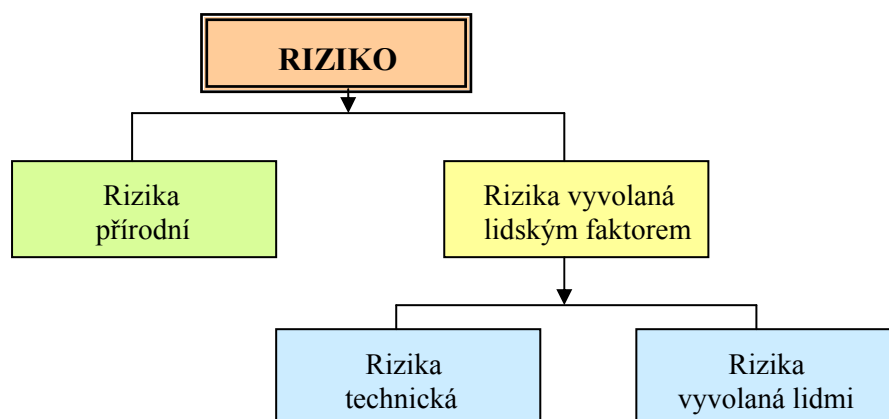 RIZIKO
Rizika
přírodní
Rizika vyvolaná
lidským faktorem
Rizika
technická
Rizika
vyvolaná lidmi